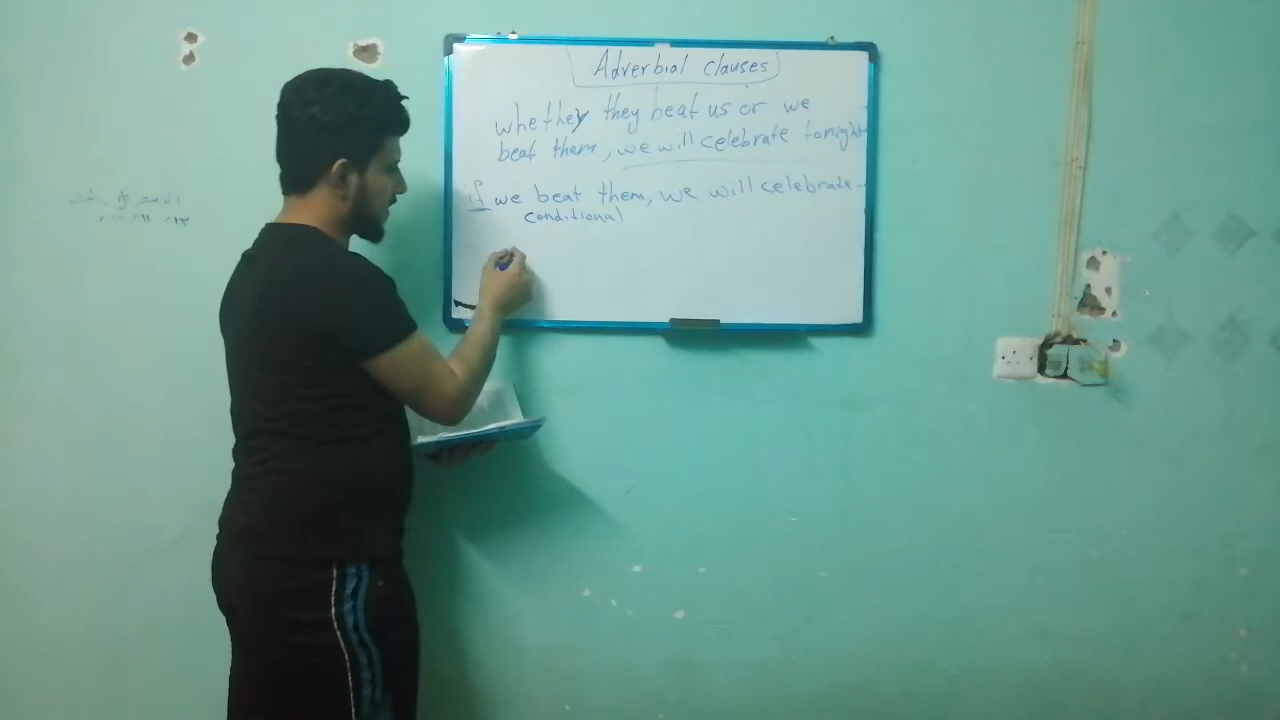 Adverbial clauses
whether they beat us or we
beat them, we will celebrate tonight
if we beat them, we will celebrate.
conditional